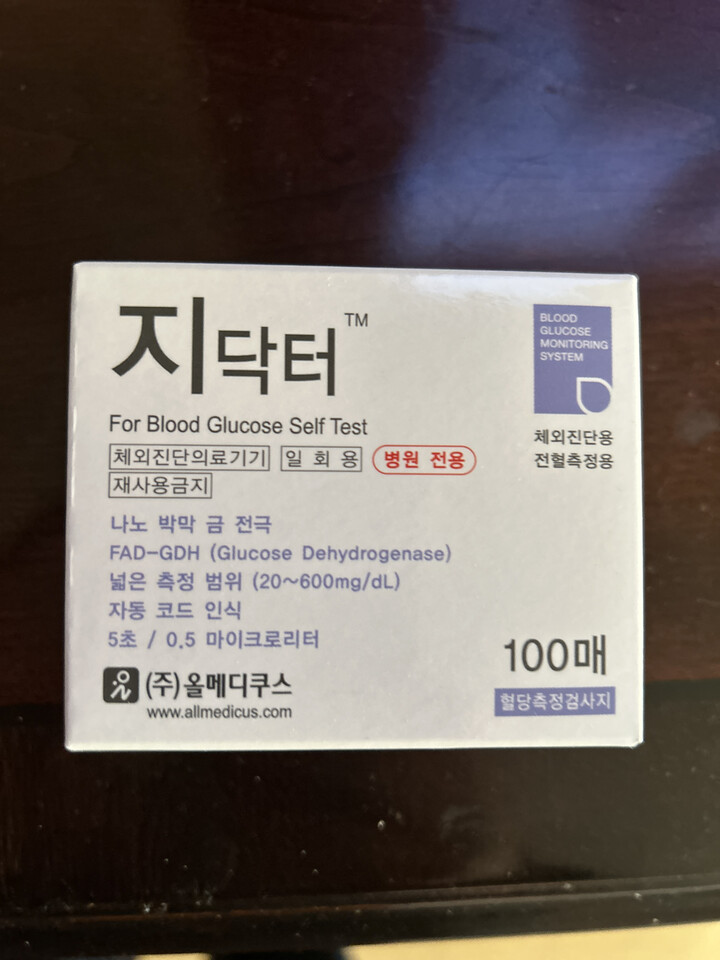 지닥터™
For Blood Glucose Self Test
체외진단의료기기 일 회 용 병원 전용
재사용금지
BLOOD
GLUCOSE
MONITORING
SYSTEM
체외진단용
전혈측정용
나노 박막 금 전극
FAD-GDH (Glucose Dehydrogenase)
넓은 측정 범위 (20~600mg/dL)
자동 코드 인식
5초 / 0.5 마이크로리터
(주)올메디쿠스
www.allmedicus.com
100매
혈당측정검사지